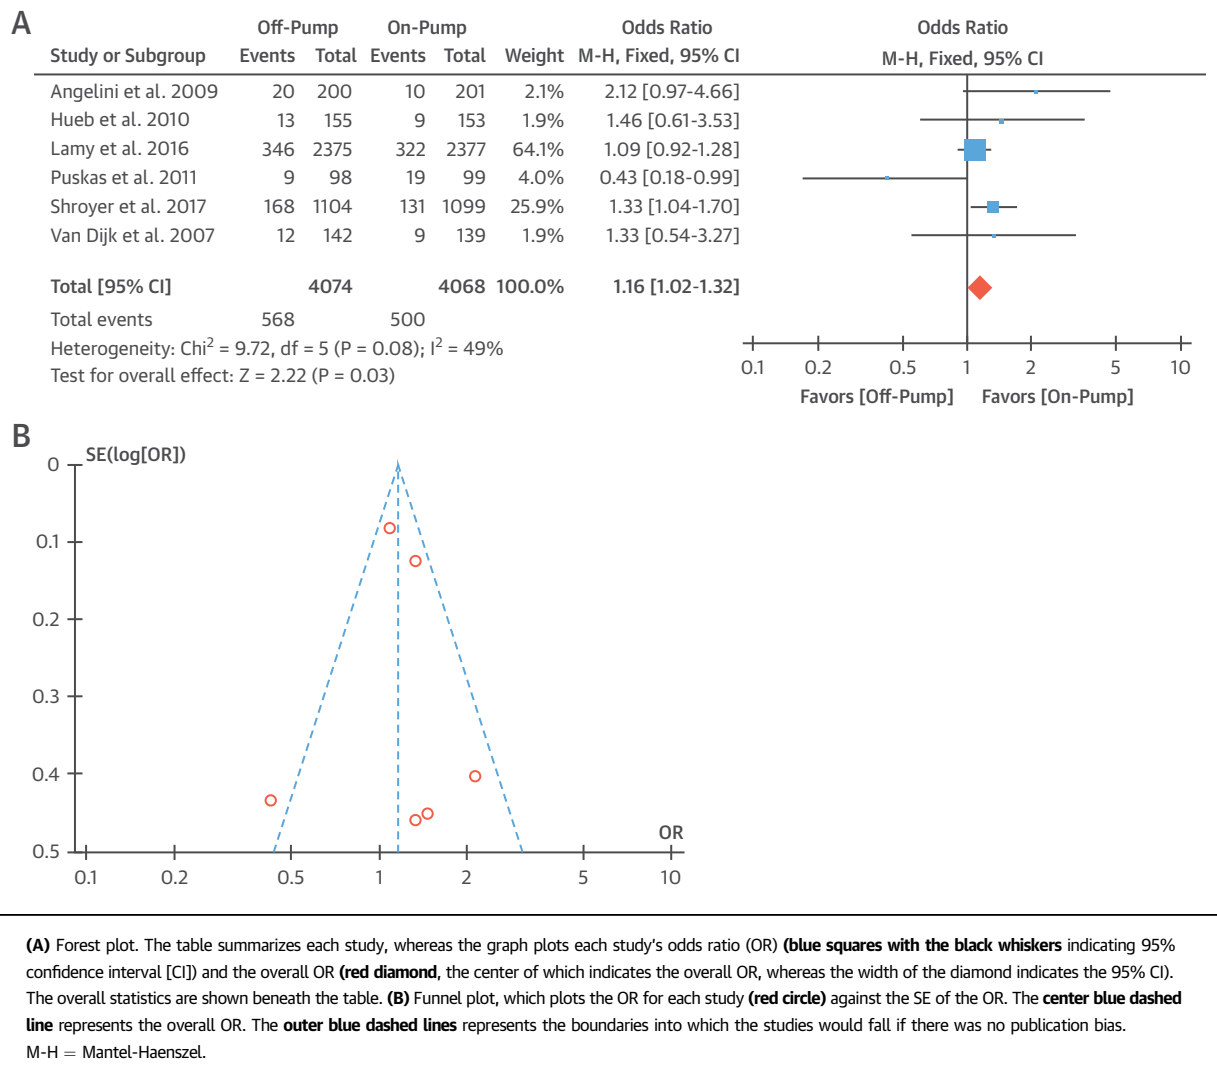 A
Off-Pump On-Pump Odds Ratio Odds Ratio
Study or Subgroup Events Total Events Total Weight M-H, Fixed, 95% CI M-H, Fixed, 95% CI
Angelini et al. 2009 20 200 10 201 2.1% 2.12 [0.97-4.66]
Hueb et al. 2010 13 155 9 153 1.9% 1.46 [0.61-3.53]
Lamy et al. 2016 346 2375 322 2377 64.1% 1.09 [0.92-1.28]
Puskas et al. 2011 9 98 19 99 4.0% 0.43 [0.18-0.99]
Shroyer et al. 2017 168 1104 131 1099 25.9% 1.33 [1.04-1.70]
Van Dijk et al. 2007 12 142 9 139 1.9% 1.33 [0.54-3.27]
Total [95% CI] 4074 4068 100.0% 1.16 [1.02-1.32]
Total events 568 500
Heterogeneity: Chi² = 9.72, df = 5 (P = 0.08); I² = 49%
Test for overall effect: Z = 2.22 (P = 0.03)
0.1 0.2 0.5 1 2 5 10
Favors [Off-Pump] Favors [On-Pump]
B
SE(log[OR])
0
0.1
0.2
0.3
0.4
0.5
OR
0.1 0.2 0.5 1 2 5 10
(A) Forest plot. The table summarizes each study, whereas the graph plots each study's odds ratio (OR) (blue squares with the black whiskers indicating 95%
confidence interval [CI]) and the overall OR (red diamond, the center of which indicates the overall OR, whereas the width of the diamond indicates the 95% CI).
The overall statistics are shown beneath the table. (B) Funnel plot, which plots the OR for each study (red circle) against the SE of the OR. The center blue dashed
line represents the overall OR. The outer blue dashed lines represents the boundaries into which the studies would fall if there was no publication bias.
M-H = Mantel-Haenszel.